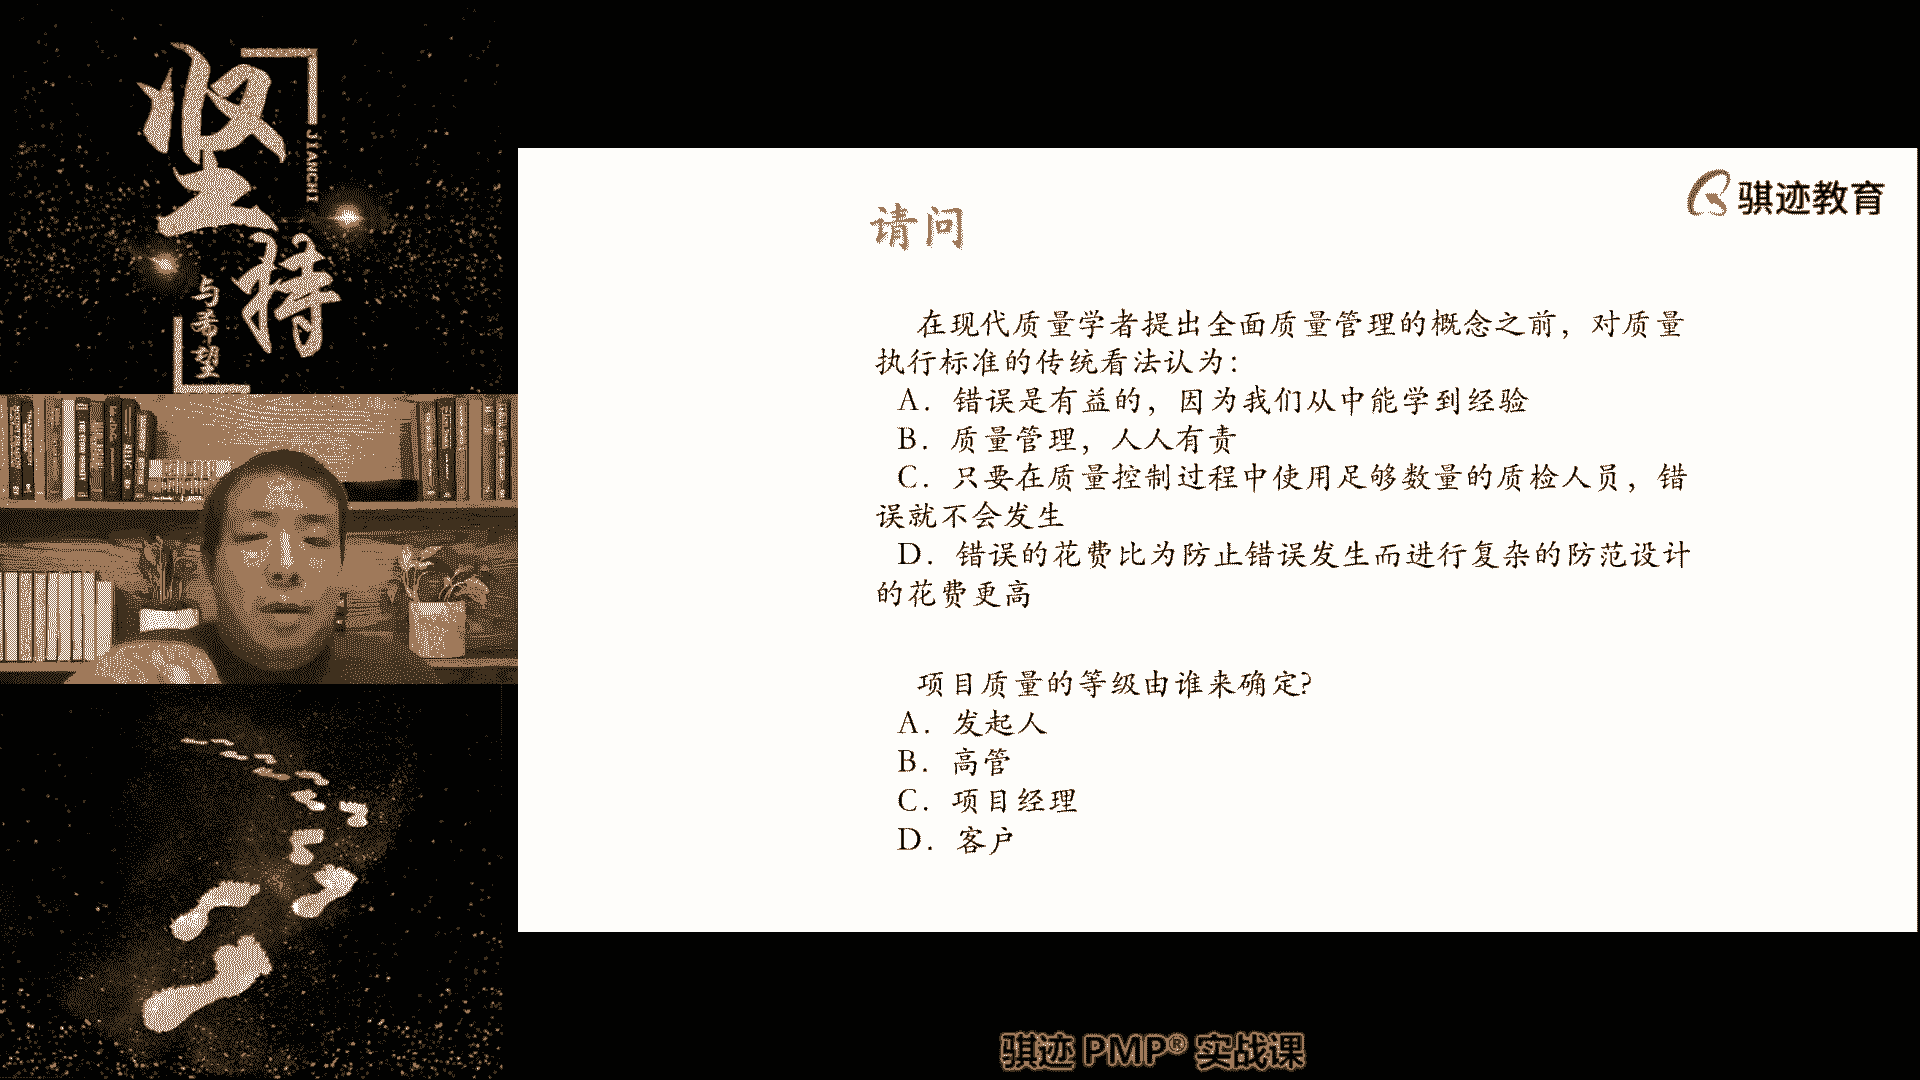 坚持
JIANCHI
与希望
骐迹教育
请问
在现代质量学者提出全面质量管理的概念之前，对质量
执行标准的传统看法认为：
A. 错误是有益的，因为我们从中能学到经验
B. 质量管理，人人有责
C. 只要在质量控制过程中使用足够数量的质检人员，错
误就不会发生
D. 错误的花费比为防止错误发生而进行复杂的防范设计
的花费更高
项目质量的等级由谁来确定?
A. 发起人
B. 高管
C. 项目经理
D. 客户
骐迹 PMP® 实战课